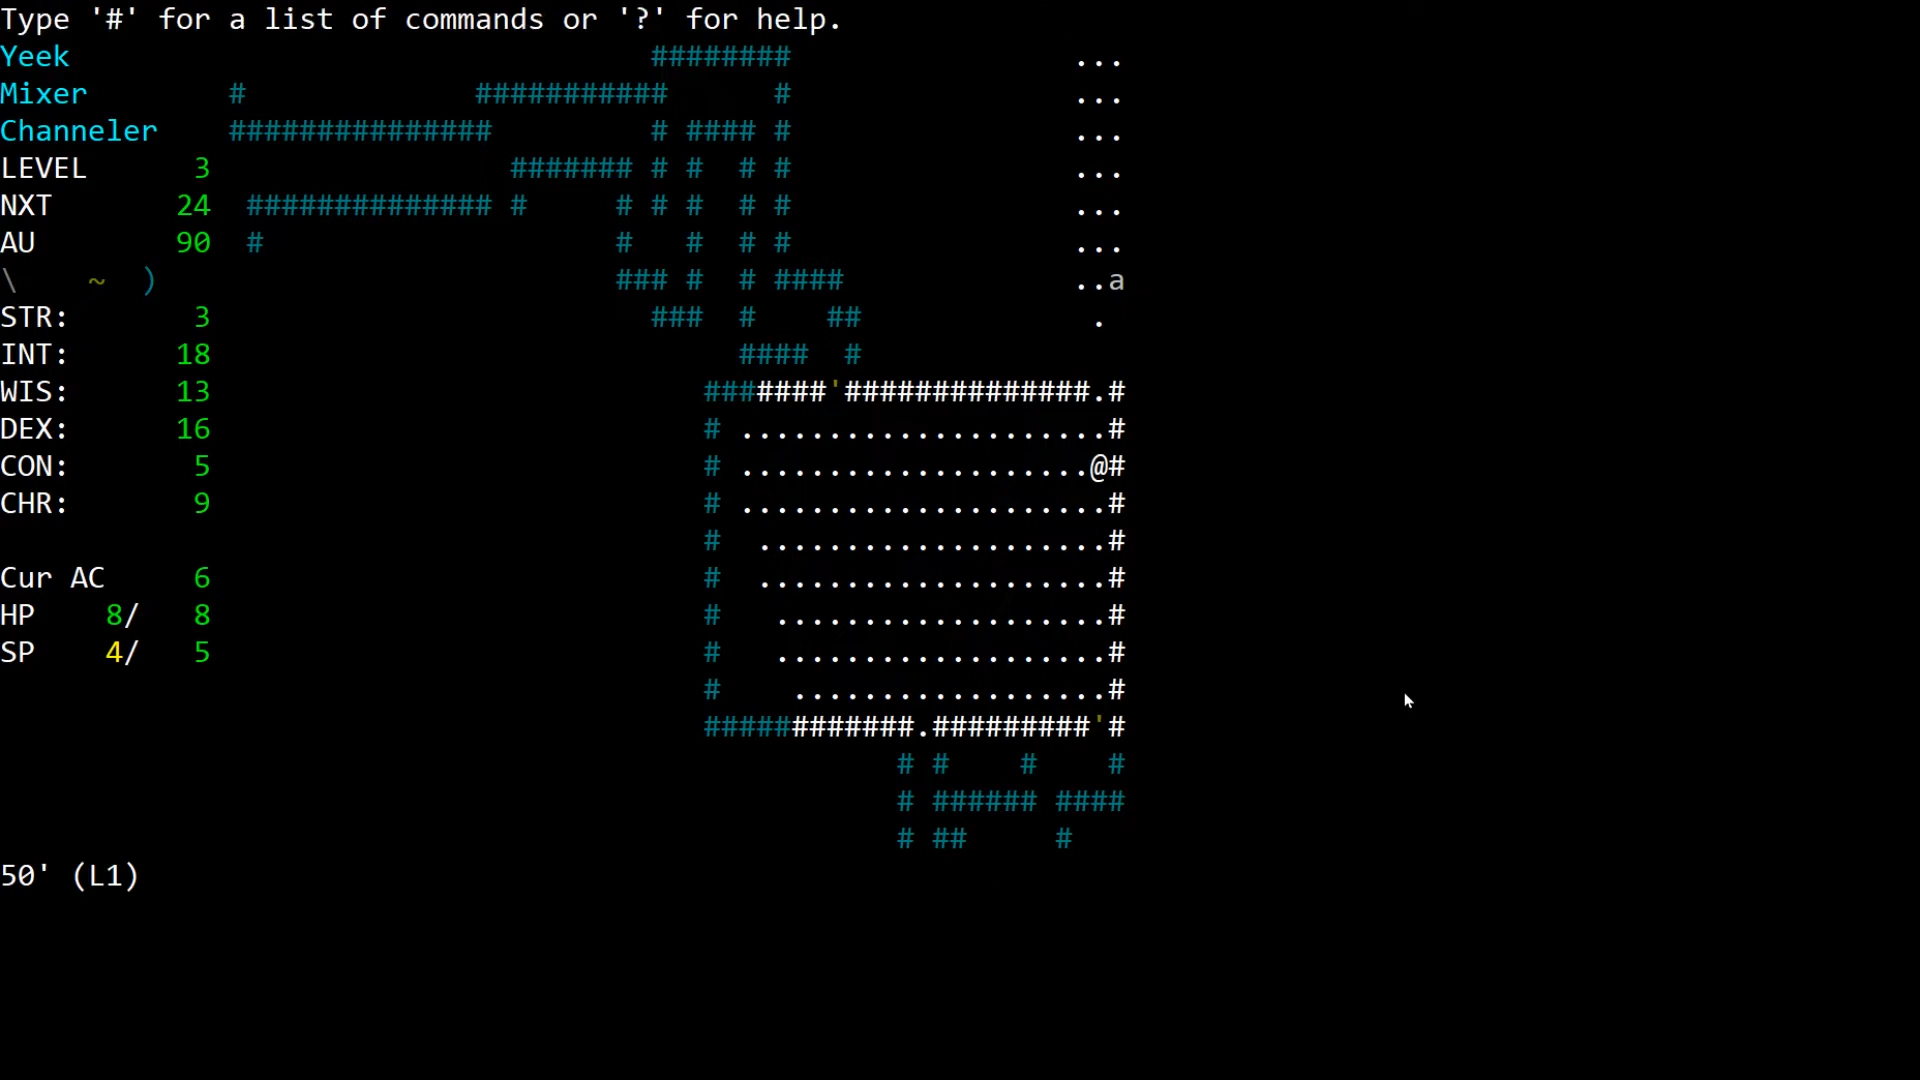 Type '#' for a list of commands or '?' for help.
Yeek                                 ########                ...
Mixer        #             ###########      #                ...
Channeler    ###############         # #### #                ...
LEVEL      3                 ####### # #  # #                ...
NXT       24  ############## #     # # #  # #                ...
AU        90  #                    #   #  # #                ...
\    ~  )                          ### #  # ####             ..a
STR:       3                         ###  #    ##             .
INT:      18                              ####  #
WIS:      13                            #######'##############.#
DEX:      16                            # .....................#
CON:       5                            # ....................@#
CHR:       9                            # .....................#
                                        #  ....................#
Cur AC     6                            #  ....................#
HP    8/   8                            #   ...................#
SP    4/   5                            #   ...................#
                                        #    ..................#
                                        ############.#########'#
                                                   # #    #    #
                                                   # ###### ####
                                                   # ##     #
50' (L1)